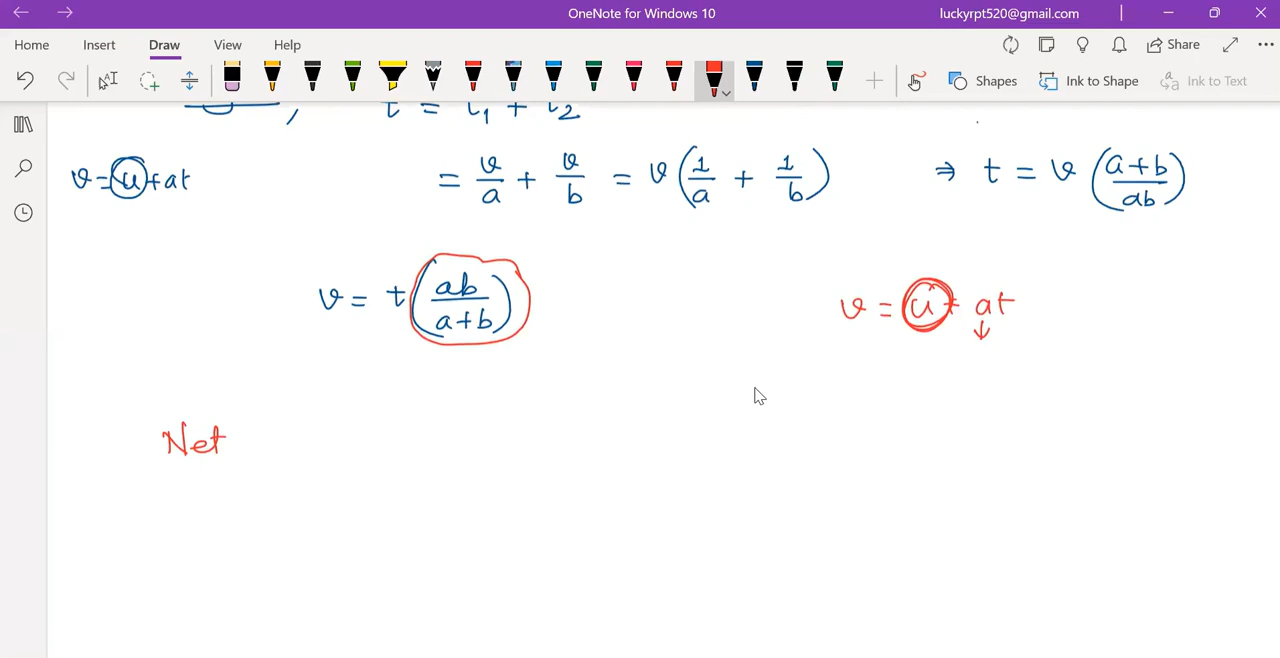 OneNote for Windows 10
luckyrpt520@gmail.com
Home Insert Draw View Help
Share
Shapes Ink to Shape Ink to Text
, t = t₁ + t₂
v = u + at
= v/a + v/b = v(1/a + 1/b) ⇒ t = v((a+b)/ab)
v = t(ab/(a+b))
v = u + at
↓
Net